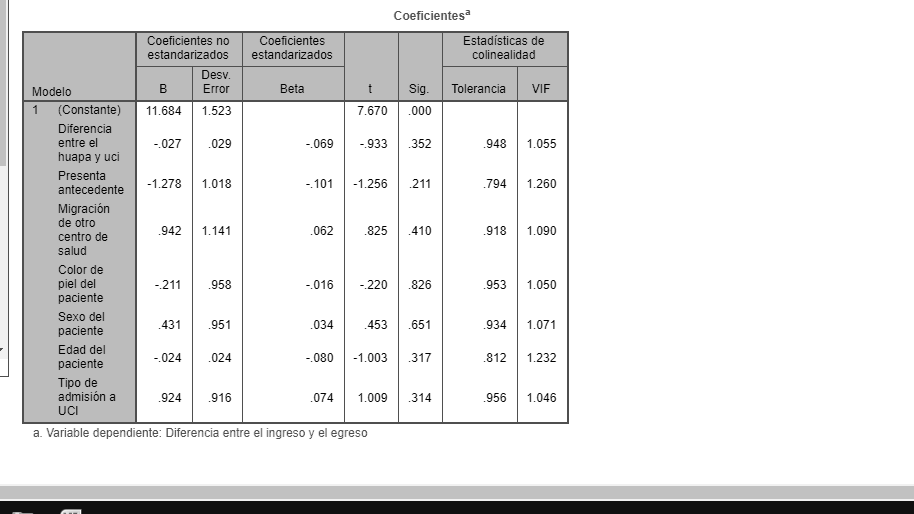 Coeficientesª
Coeficientes no estandarizados Coeficientes estandarizados Estadísticas de colinealidad
Modelo B Desv. Error Beta t Sig. Tolerancia VIF
1 (Constante) 11.684 1.523 7.670 .000
Diferencia entre el huapa y uci -.027 .029 -.069 -.933 .352 .948 1.055
Presenta antecedente -1.278 1.018 -.101 -1.256 .211 .794 1.260
Migración de otro centro de salud .942 1.141 .062 .825 .410 .918 1.090
Color de piel del paciente -.211 .958 -.016 -.220 .826 .953 1.050
Sexo del paciente .431 .951 .034 .453 .651 .934 1.071
Edad del paciente -.024 .024 -.080 -1.003 .317 .812 1.232
Tipo de admisión a UCI .924 .916 .074 1.009 .314 .956 1.046
a. Variable dependiente: Diferencia entre el ingreso y el egreso